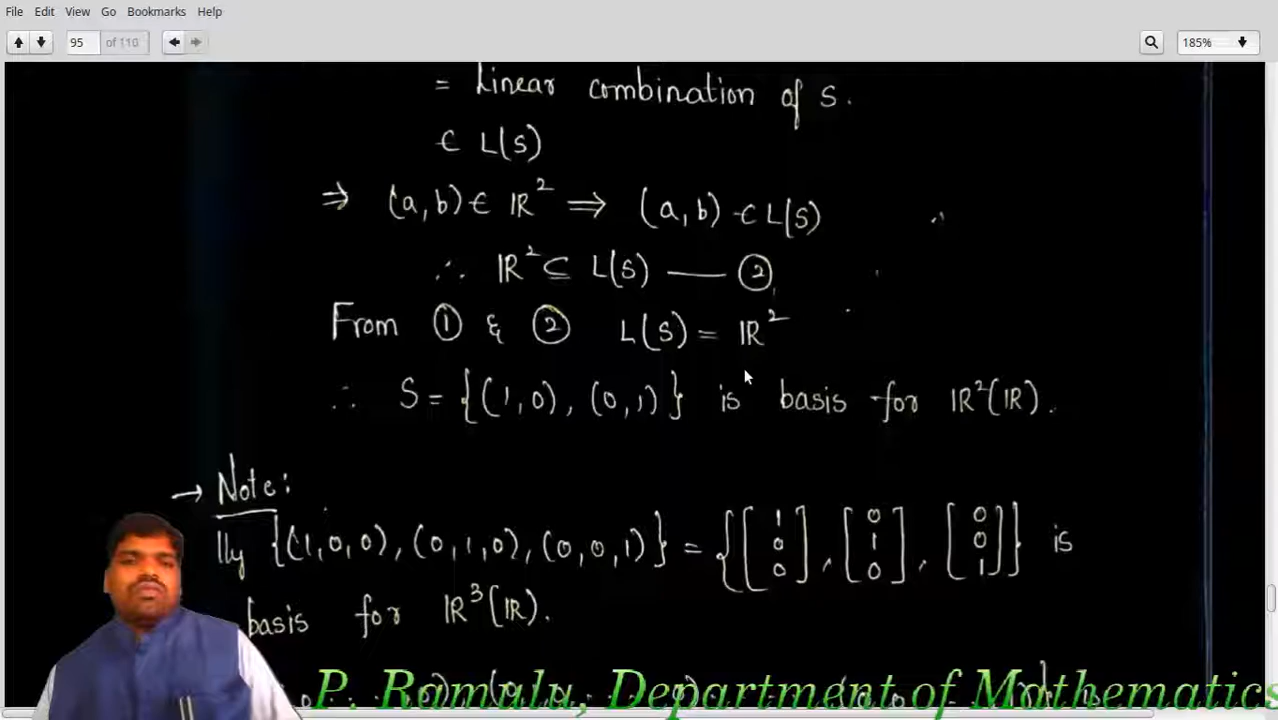 File Edit View Go Bookmarks Help
95 of 110 185%
= Linear combination of S.
∈ L(S)
⇒ (a, b) ∈ ℝ² ⇒ (a, b) ∈ L(S)
∴ ℝ² ⊆ L(S) —— ②
From ① & ② L(S) = ℝ²
∴ S = {(1,0), (0,1)} is basis for ℝ²(ℝ).
→ Note:
lly {(1,0,0), (0,1,0), (0,0,1)} = {[1 0 0], [0 1 0], [0 0 1]} is
basis for ℝ³(ℝ).
P. Ramalu, Department of Mathematics